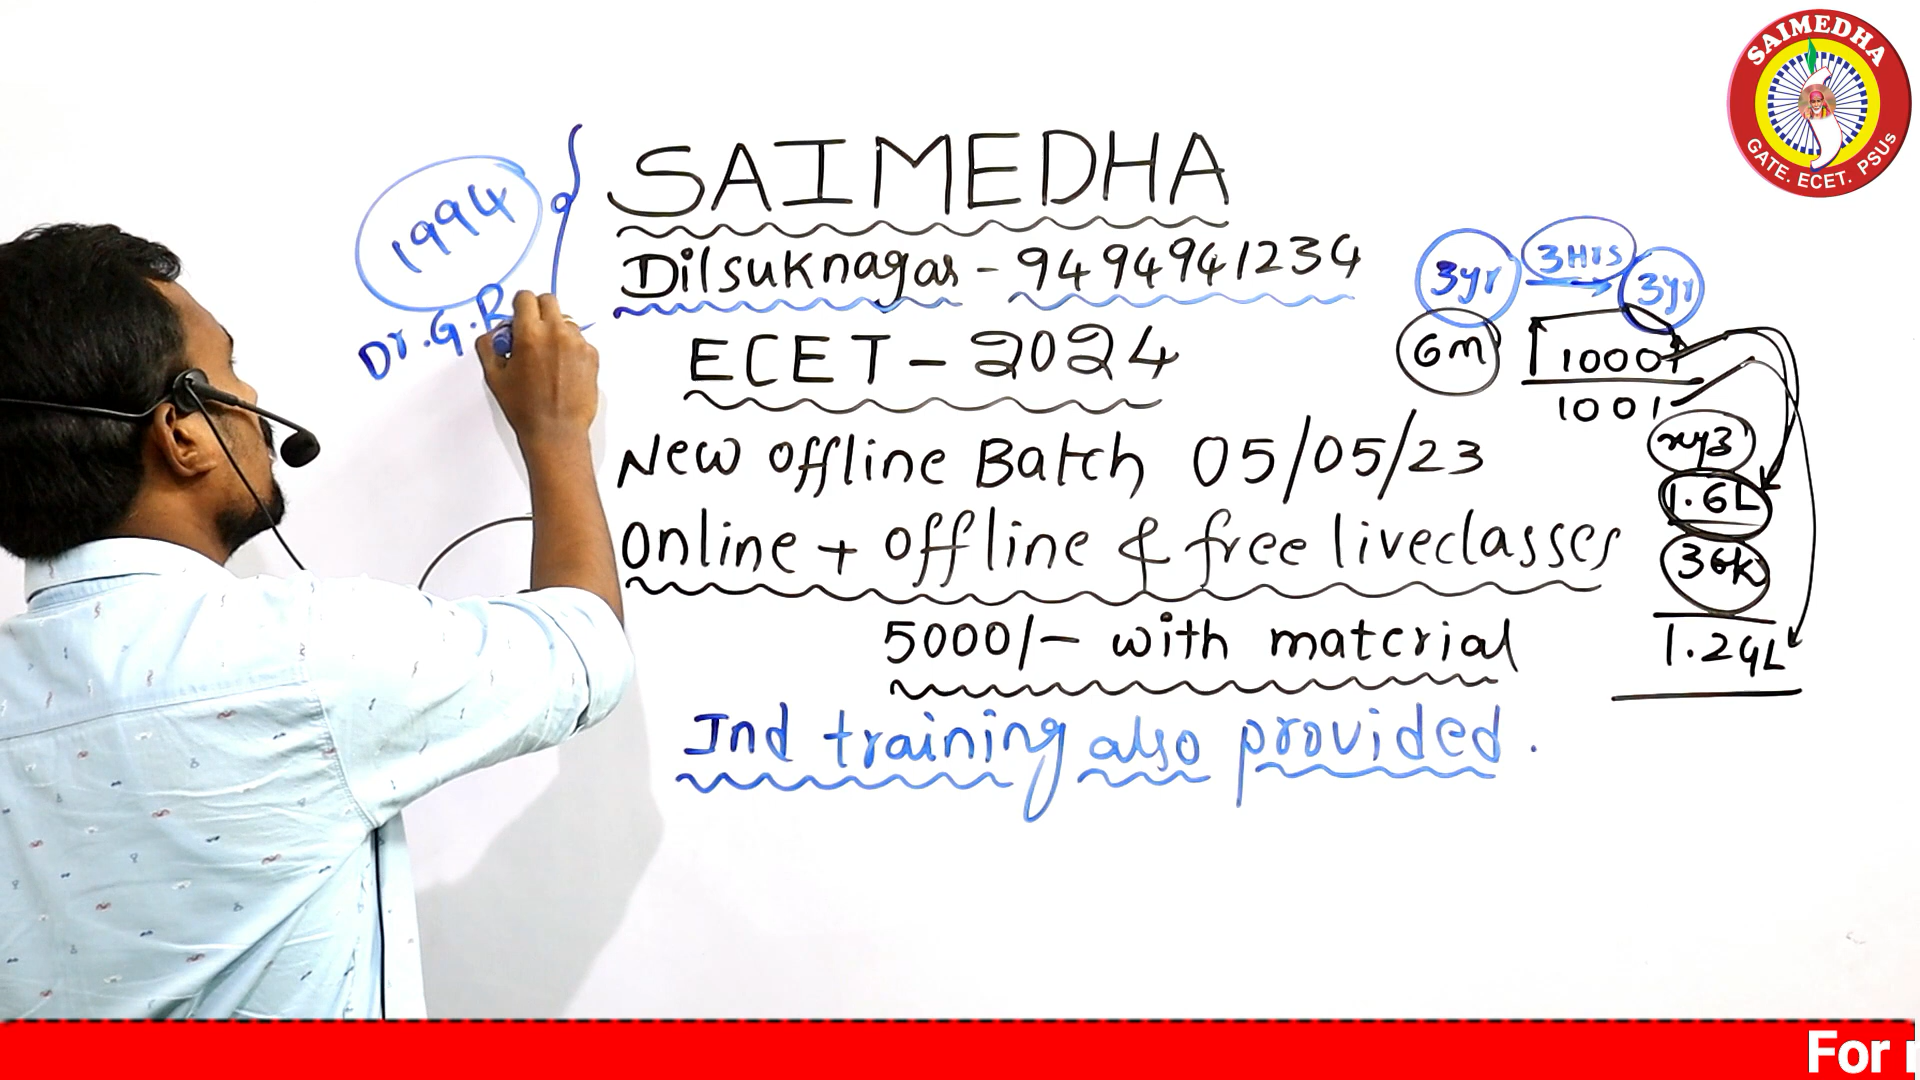 SAIMEDHA
GATE. ECET. PSUs
1994
Dr. G. R
SAIMEDHA
Dilsuknagar - 9494941234
ECET - 2024
New offline Batch 05/05/23
Online + Offline & free liveclasses
5000/- with material
Ind training also provided.
3yr 3Hrs 3yr
6m 1000
1001
xyz
1.6L
36k
1.24L
For